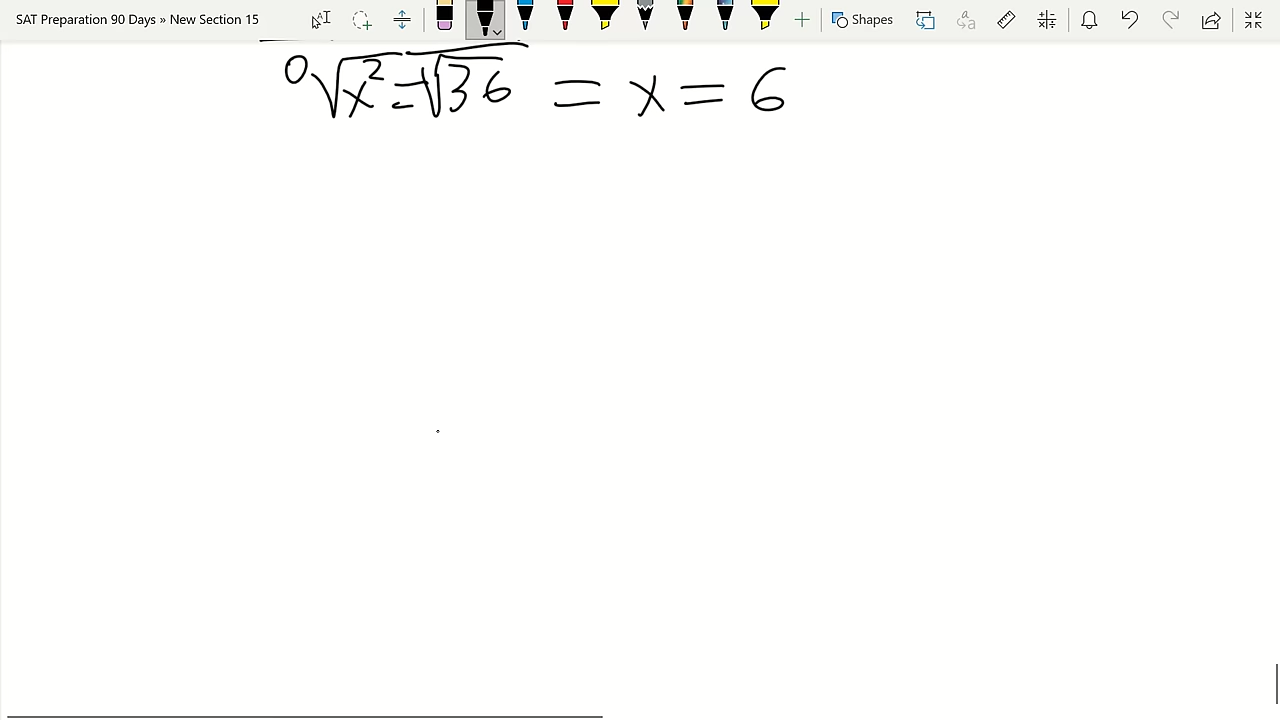 SAT Preparation 90 Days » New Section 15
Shapes
0 √x² = √36 = x = 6